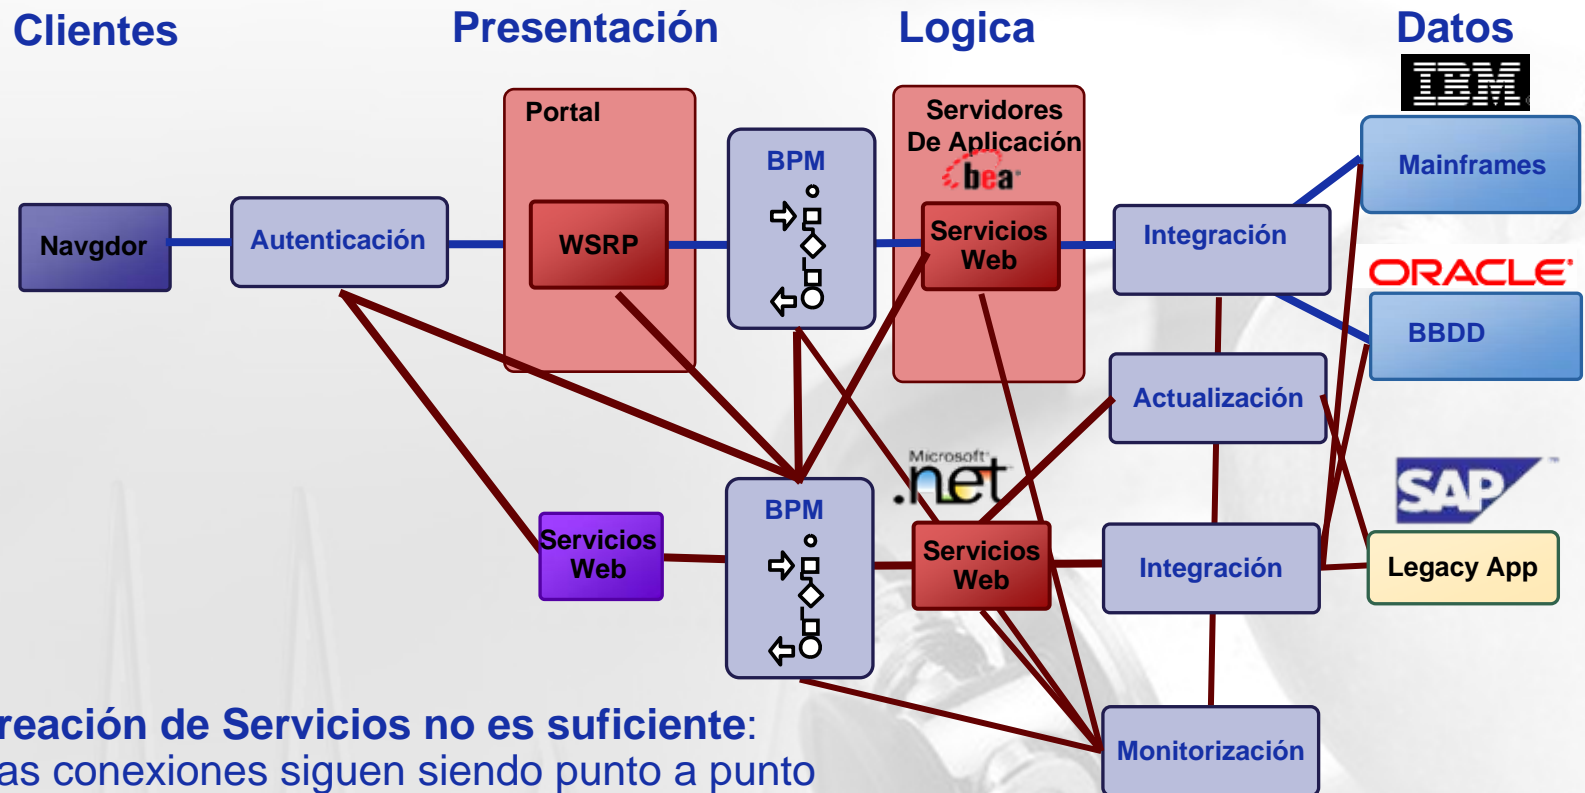 Clientes
Presentación
Logica
Datos
IBM
Portal
Servidores
De Aplicación
bea
BPM
Mainframes
Navgdor
Autenticación
WSRP
Servicios
Web
Integración
ORACLE
BBDD
Actualización
Microsoft
.net
SAP
BPM
Servicios
Web
Servicios
Web
Integración
Legacy App
reación de Servicios no es suficiente:
as conexiones siguen siendo punto a punto
Monitorización